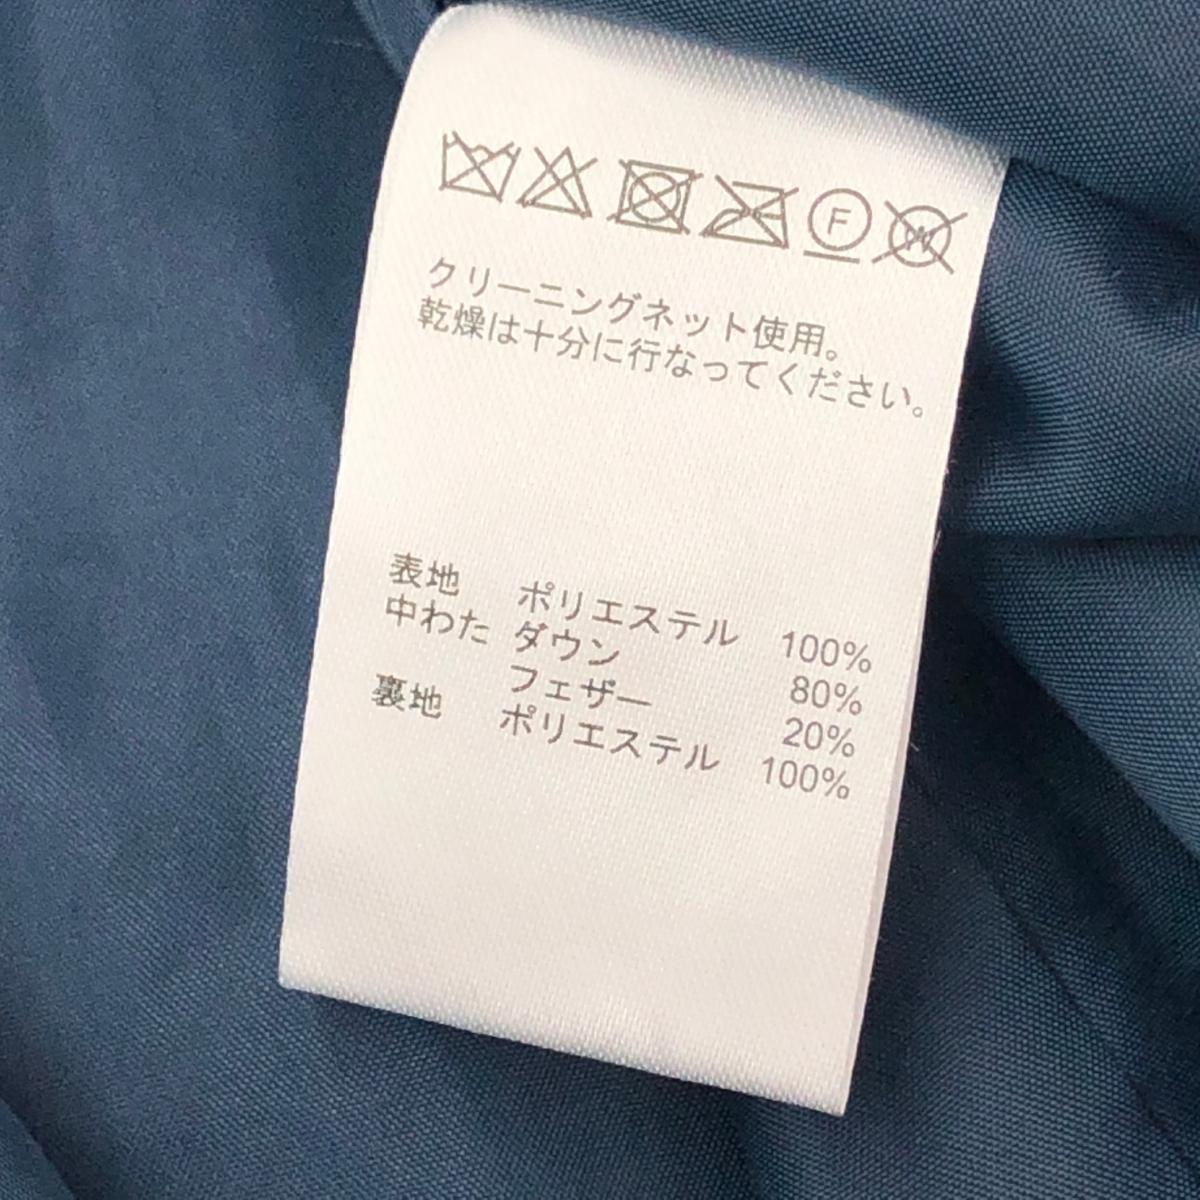 F W
クリーニングネット使用。
乾燥は十分に行なってください。
表地 ポリエステル 100%
中わた ダウン 80%
フェザー 20%
裏地 ポリエステル 100%